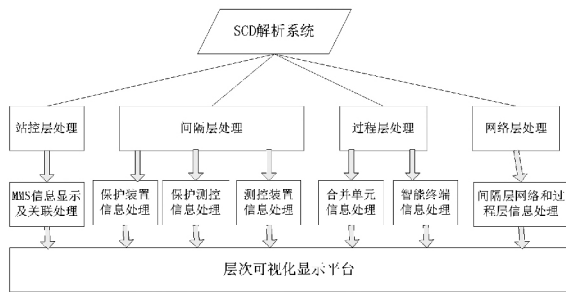 SCD解析系统
站控层处理
间隔层处理
过程层处理
网络层处理
MMS信息显示
及关联处理
保护装置
信息处理
保护测控
信息处理
测控装置
信息处理
合并单元
信息处理
智能终端
信息处理
间隔层网络和过
程层信息处理
层次可视化显示平台